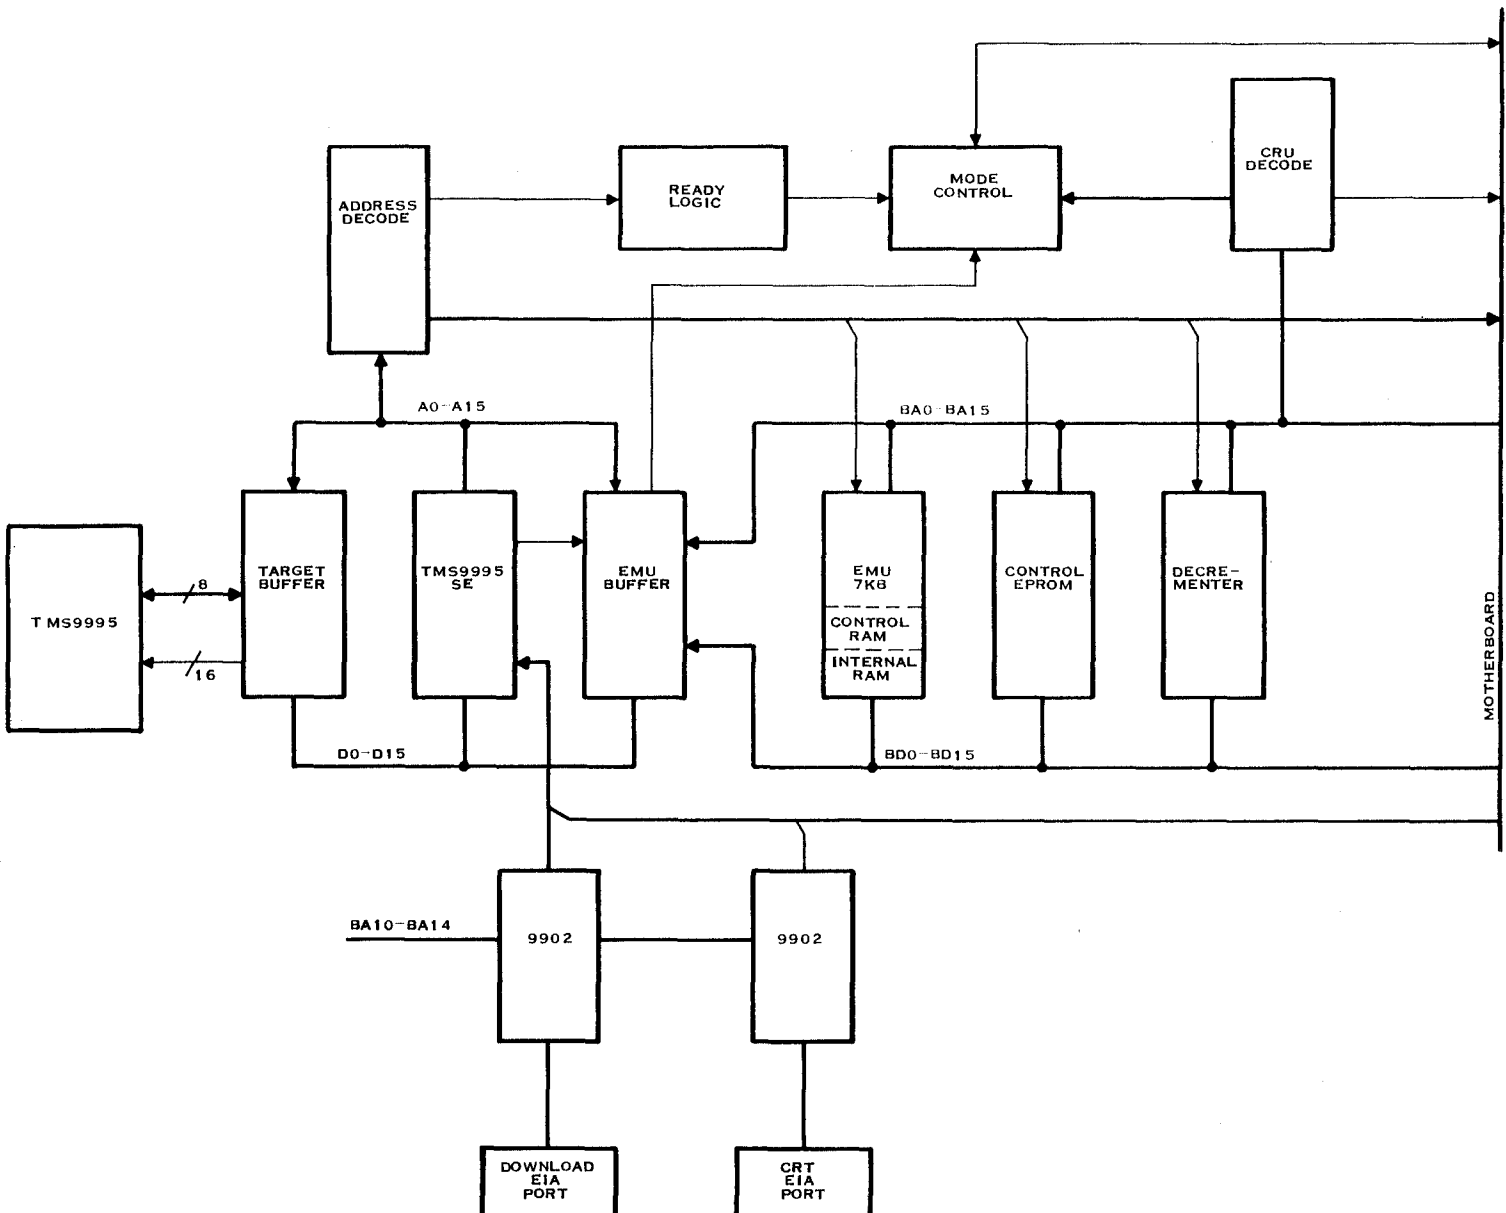 CRU
DECODE
MODE
CONTROL
READY
LOGIC
ADDRESS
DECODE
A0-A15
BA0-BA15
TMS9995
8
16
TARGET
BUFFER
TMS9995
SE
EMU
BUFFER
EMU
7K8
CONTROL
RAM
INTERNAL
RAM
CONTROL
EPROM
DECRE-
MENTER
MOTHERBOARD
D0-D15
BD0-BD15
BA10-BA14
9902
9902
DOWNLOAD
EIA
PORT
CRT
EIA
PORT